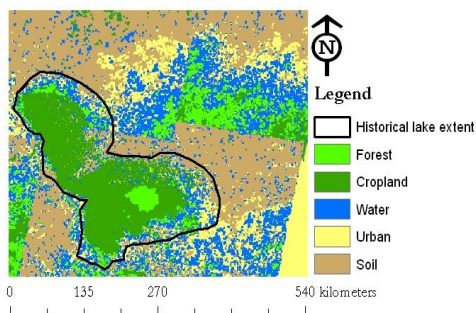 N
Legend
Historical lake extent
Forest
Cropland
Water
Urban
Soil
0 135 270 540 kilometers